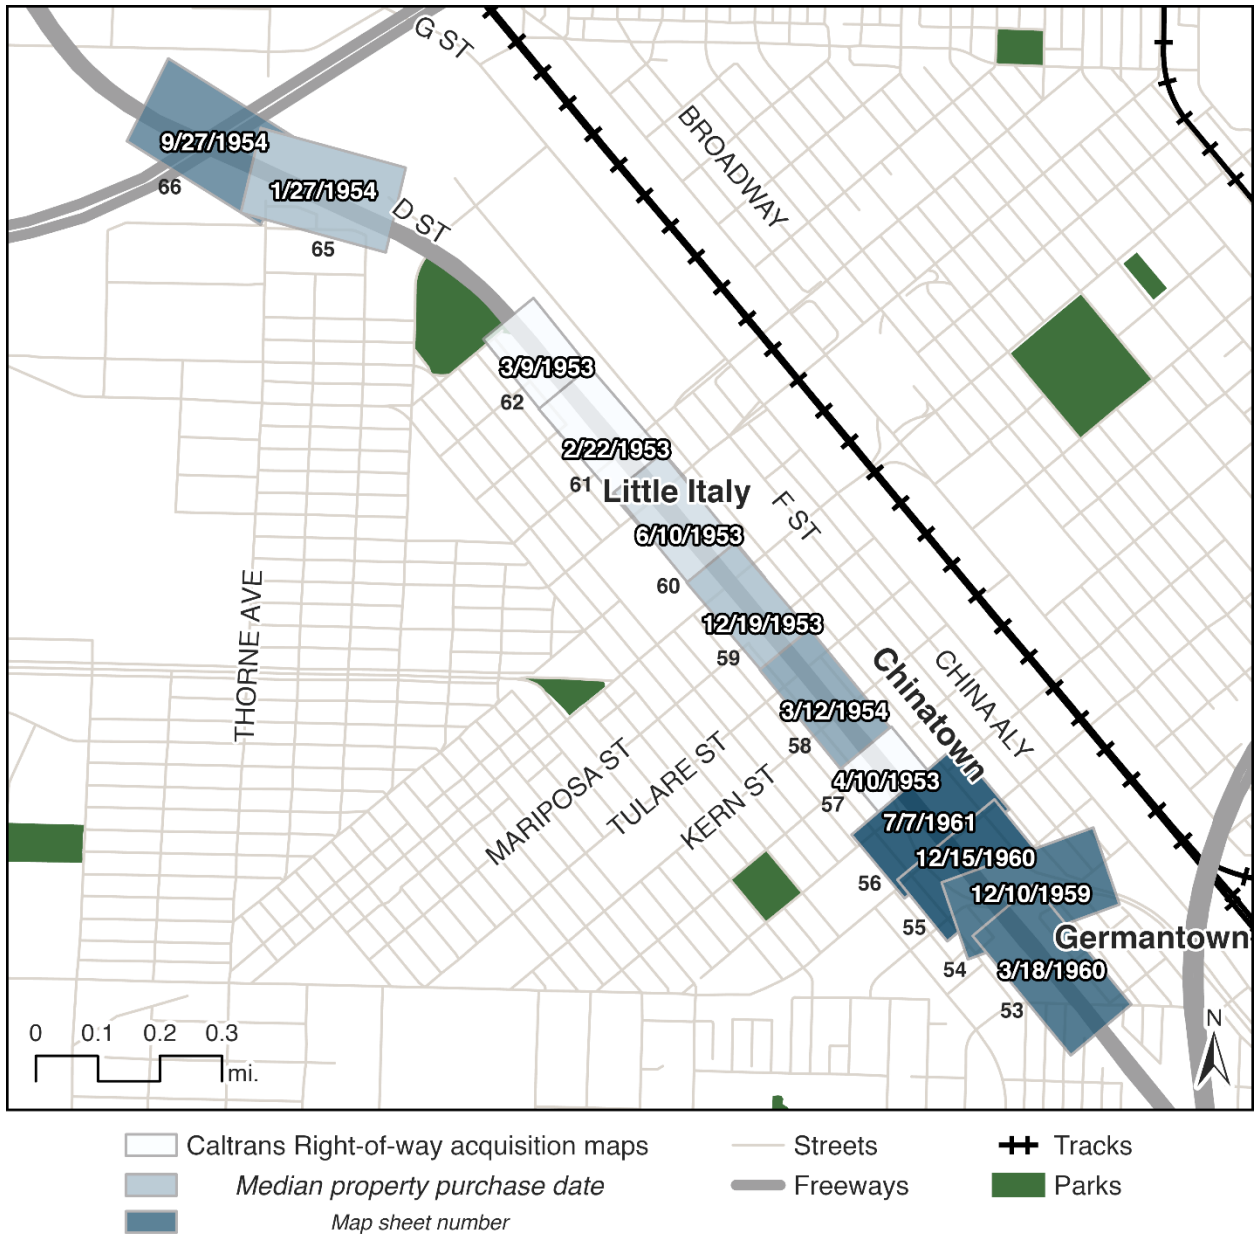 G ST
BROADWAY
9/27/1954
66
1/27/1954
65
D ST
3/9/1953
62
2/22/1953
61
Little Italy
F ST
6/10/1953
60
THORNE AVE
12/19/1953
59
Chinatown
CHINA ALY
3/12/1954
58
MARIPOSA ST
TULARE ST
KERN ST
4/10/1953
57
7/7/1961
56
12/15/1960
55
12/10/1959
54
Germantown
3/18/1960
53
0 0.1 0.2 0.3
mi.
N
Caltrans Right-of-way acquisition maps
Median property purchase date
Map sheet number
Streets
Freeways
Tracks
Parks